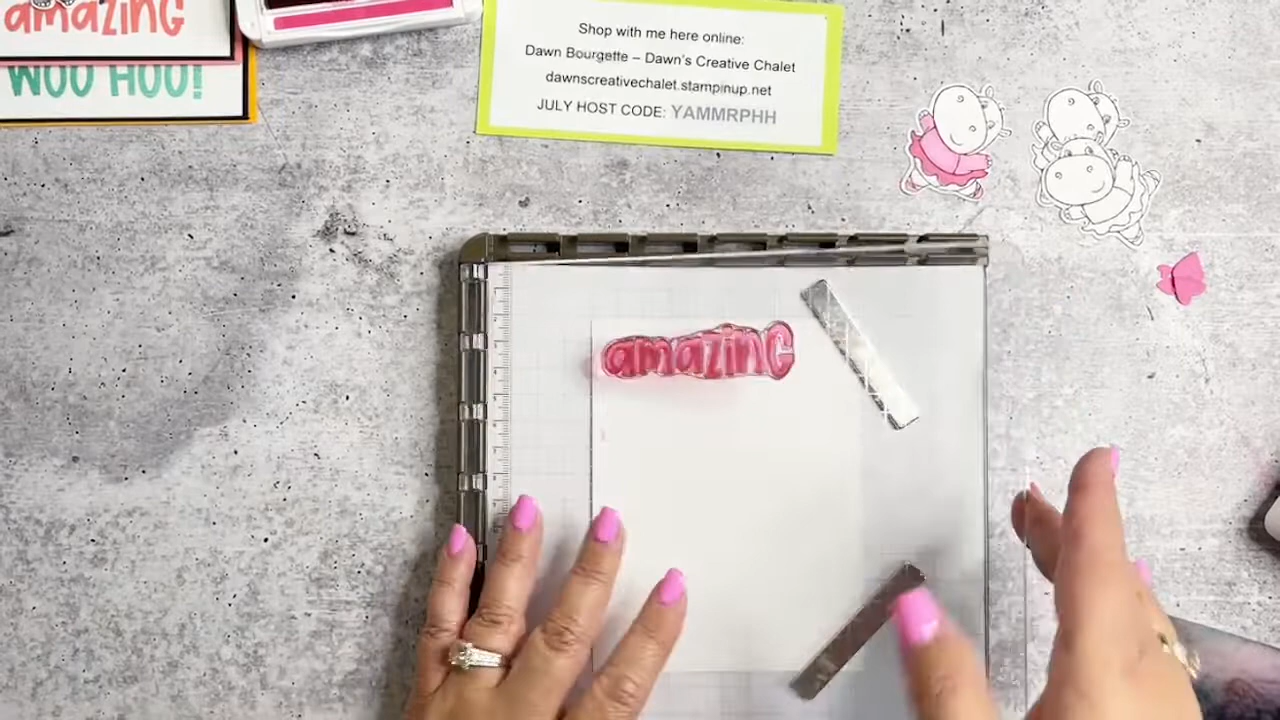 amazing
WOO HOO!
Shop with me here online:
Dawn Bourgette – Dawn's Creative Chalet
dawnscreativechalet.stampinup.net
JULY HOST CODE: YAMMRPHH
amazing